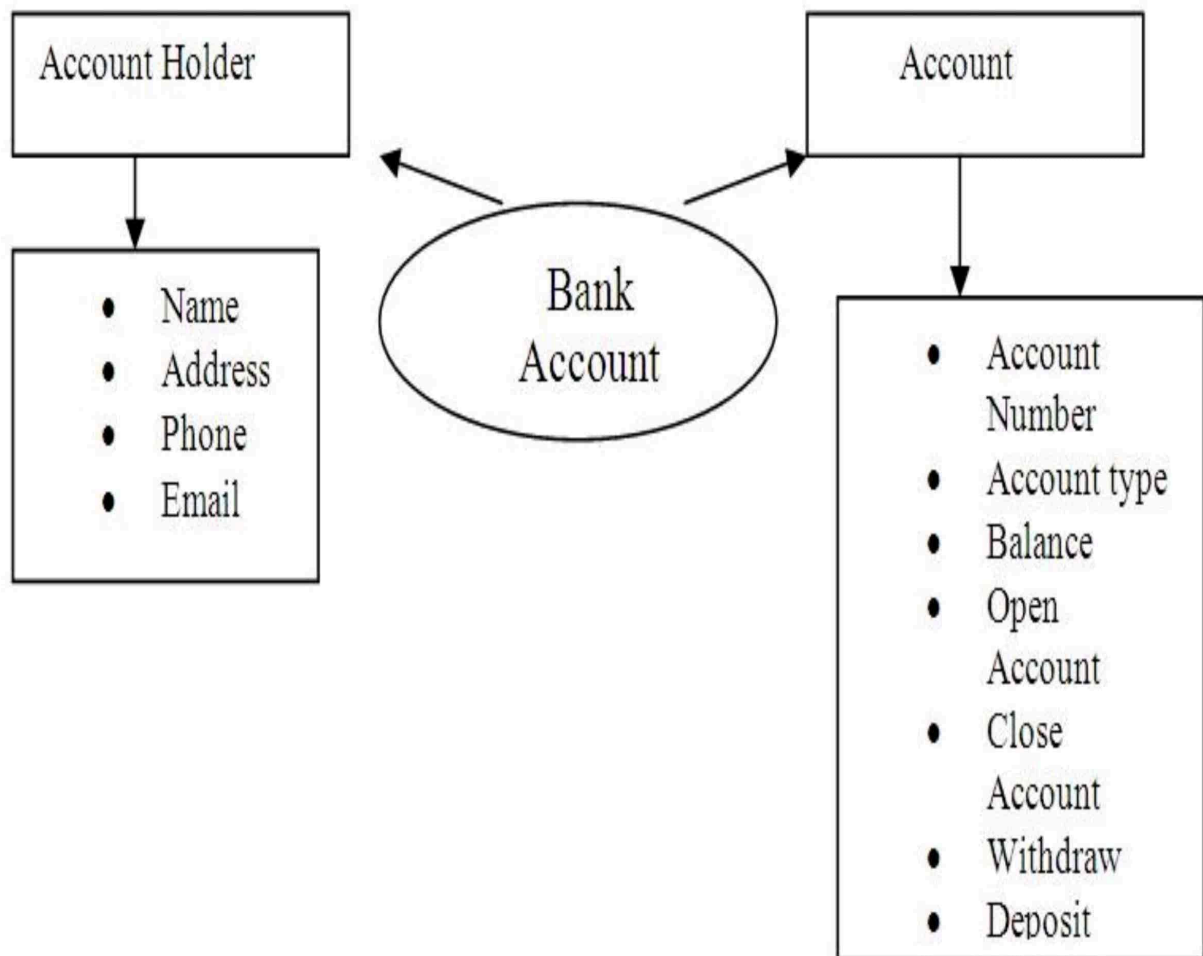 Account Holder
Account
Bank
Account
• Name
• Address
• Phone
• Email
• Account
Number
• Account type
• Balance
• Open
Account
• Close
Account
• Withdraw
• Deposit